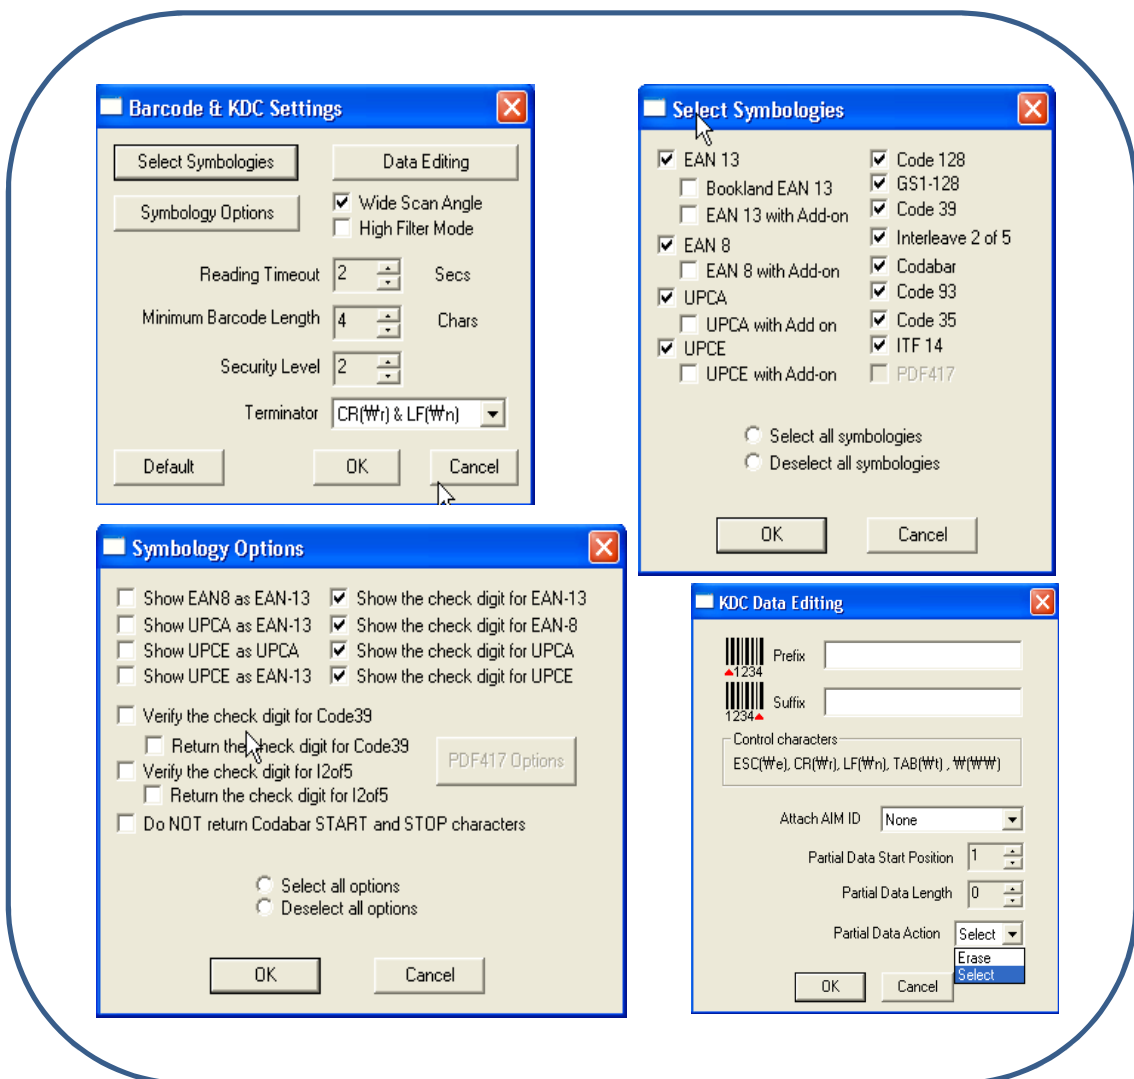 Barcode & KDC Settings
Select Symbologies
Data Editing
Symbology Options
Wide Scan Angle
High Filter Mode
Reading Timeout 2 Secs
Minimum Barcode Length 4 Chars
Security Level 2
Terminator CR(₩r) & LF(₩n)
Default OK Cancel
Select Symbologies
EAN 13
Bookland EAN 13
EAN 13 with Add-on
EAN 8
EAN 8 with Add-on
UPCA
UPCA with Add on
UPCE
UPCE with Add-on
Code 128
GS1-128
Code 39
Interleave 2 of 5
Codabar
Code 93
Code 35
ITF 14
PDF417
Select all symbologies
Deselect all symbologies
OK Cancel
Symbology Options
Show EAN8 as EAN-13
Show UPCA as EAN-13
Show UPCE as UPCA
Show UPCE as EAN-13
Show the check digit for EAN-13
Show the check digit for EAN-8
Show the check digit for UPCA
Show the check digit for UPCE
Verify the check digit for Code39
Return the check digit for Code39
Verify the check digit for I2of5
Return the check digit for I2of5
PDF417 Options
Do NOT return Codabar START and STOP characters
Select all options
Deselect all options
OK Cancel
KDC Data Editing
1234 Prefix
1234 Suffix
Control characters
ESC(₩e), CR(₩r), LF(₩n), TAB(₩t) , ₩(₩₩)
Attach AIM ID None
Partial Data Start Position 1
Partial Data Length 0
Partial Data Action Select
Erase
Select
OK Cancel